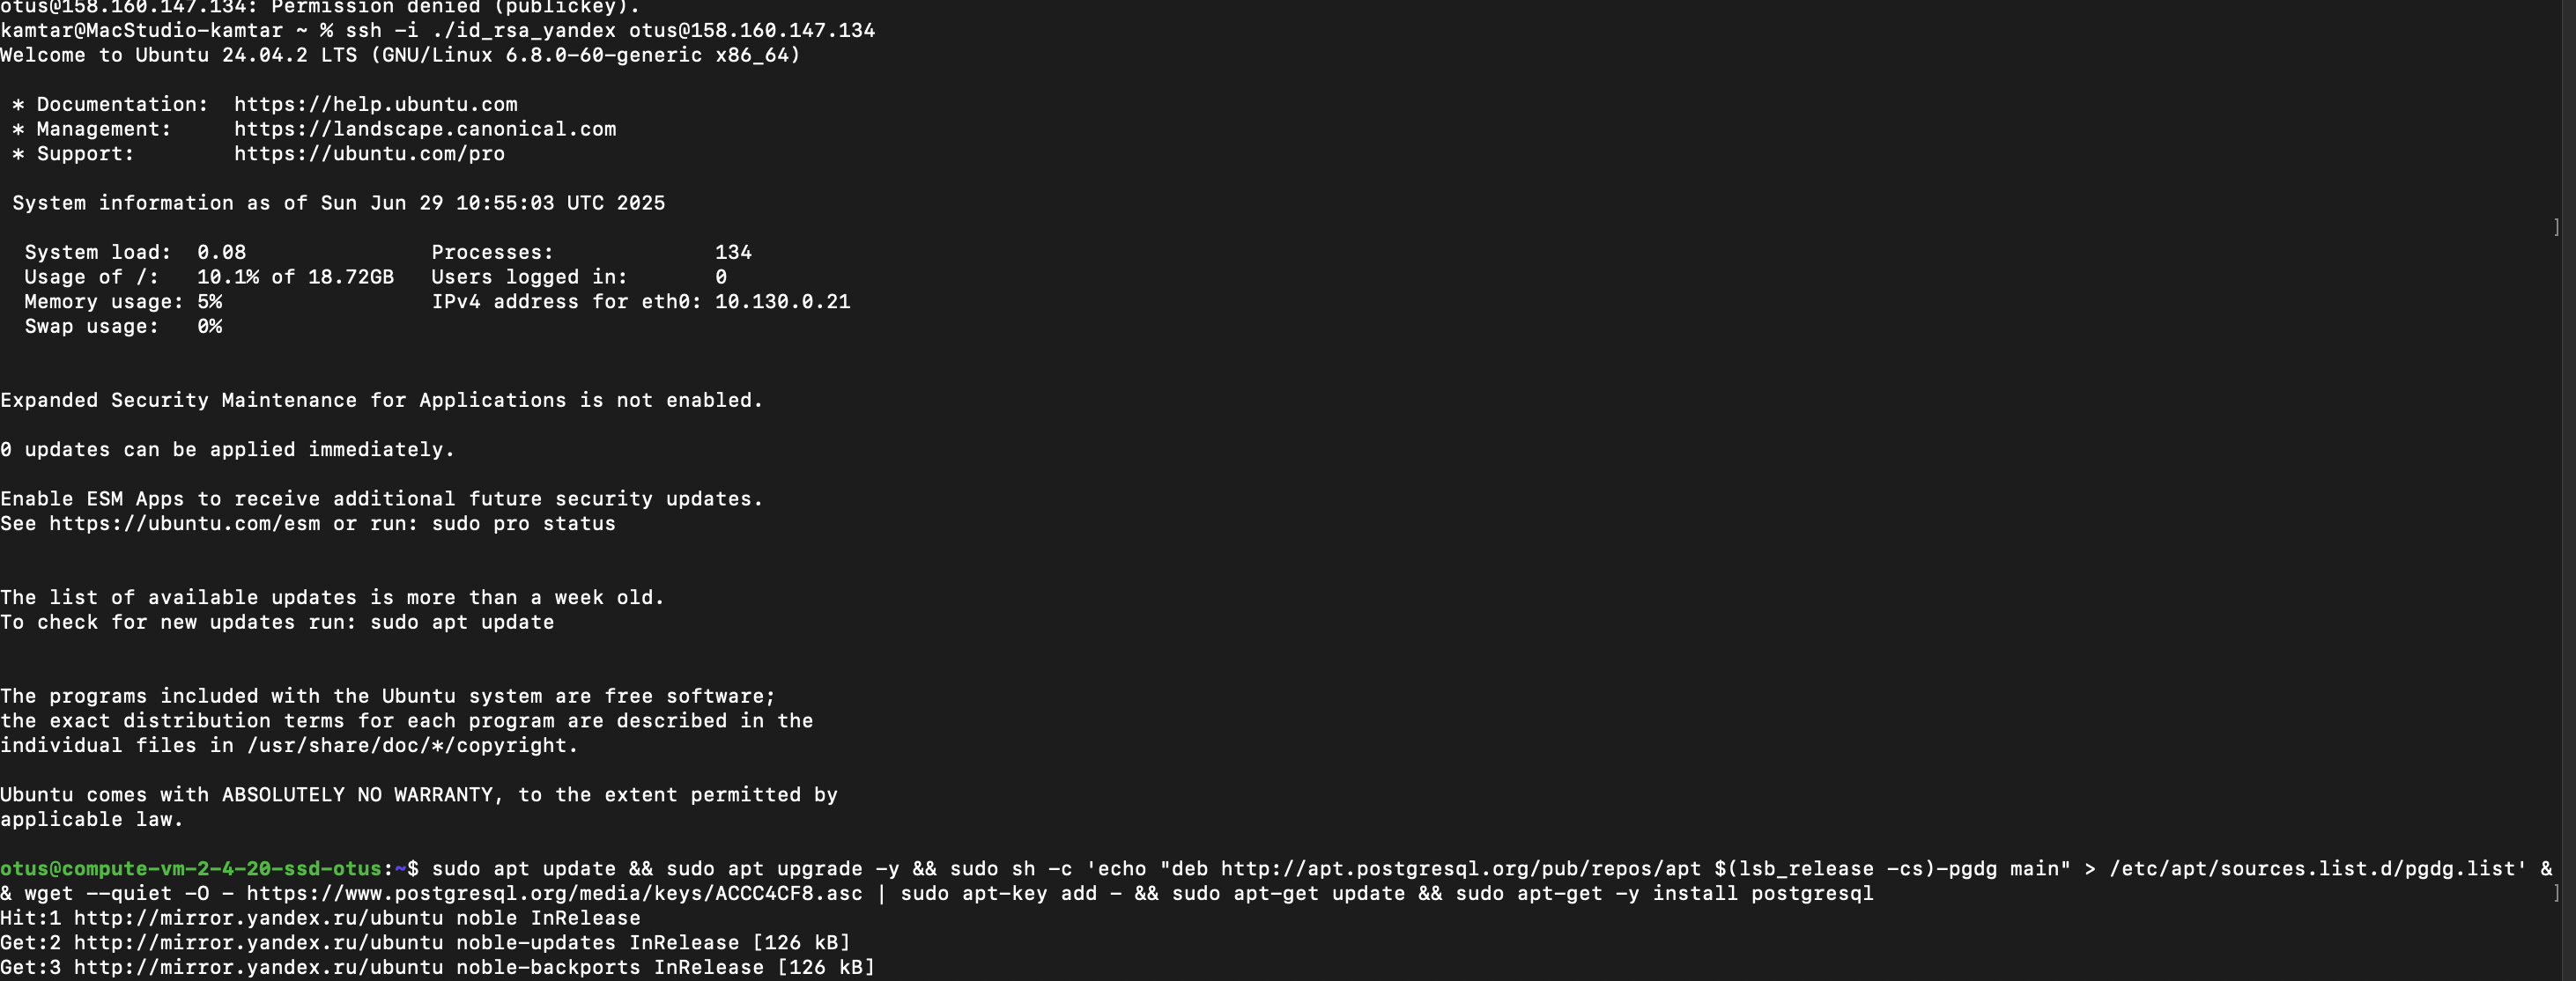 otus@158.160.147.134: Permission denied (publickey).
kamtar@MacStudio-kamtar ~ % ssh -i ./id_rsa_yandex otus@158.160.147.134
Welcome to Ubuntu 24.04.2 LTS (GNU/Linux 6.8.0-60-generic x86_64)

 * Documentation:  https://help.ubuntu.com
 * Management:     https://landscape.canonical.com
 * Support:        https://ubuntu.com/pro

 System information as of Sun Jun 29 10:55:03 UTC 2025

  System load:  0.08               Processes:             134
  Usage of /:   10.1% of 18.72GB   Users logged in:       0
  Memory usage: 5%                 IPv4 address for eth0: 10.130.0.21
  Swap usage:   0%

Expanded Security Maintenance for Applications is not enabled.

0 updates can be applied immediately.

Enable ESM Apps to receive additional future security updates.
See https://ubuntu.com/esm or run: sudo pro status

The list of available updates is more than a week old.
To check for new updates run: sudo apt update

The programs included with the Ubuntu system are free software;
the exact distribution terms for each program are described in the
individual files in /usr/share/doc/*/copyright.

Ubuntu comes with ABSOLUTELY NO WARRANTY, to the extent permitted by
applicable law.

otus@compute-vm-2-4-20-ssd-otus:~$ sudo apt update && sudo apt upgrade -y && sudo sh -c 'echo "deb http://apt.postgresql.org/pub/repos/apt $(lsb_release -cs)-pgdg main" > /etc/apt/sources.list.d/pgdg.list' &
& wget --quiet -O - https://www.postgresql.org/media/keys/ACCC4CF8.asc | sudo apt-key add - && sudo apt-get update && sudo apt-get -y install postgresql
Hit:1 http://mirror.yandex.ru/ubuntu noble InRelease
Get:2 http://mirror.yandex.ru/ubuntu noble-updates InRelease [126 kB]
Get:3 http://mirror.yandex.ru/ubuntu noble-backports InRelease [126 kB]